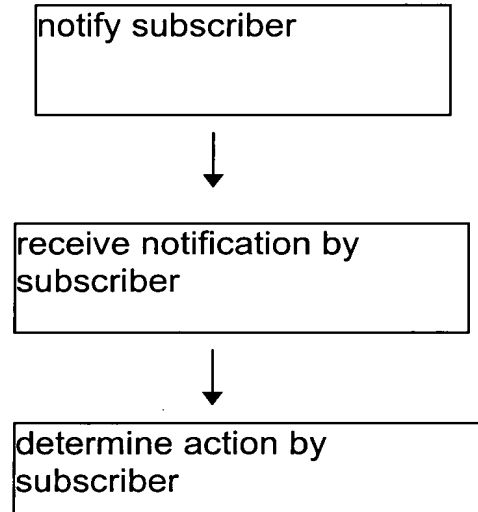 notify subscriber
receive notification by
subscriber
determine action by
subscriber